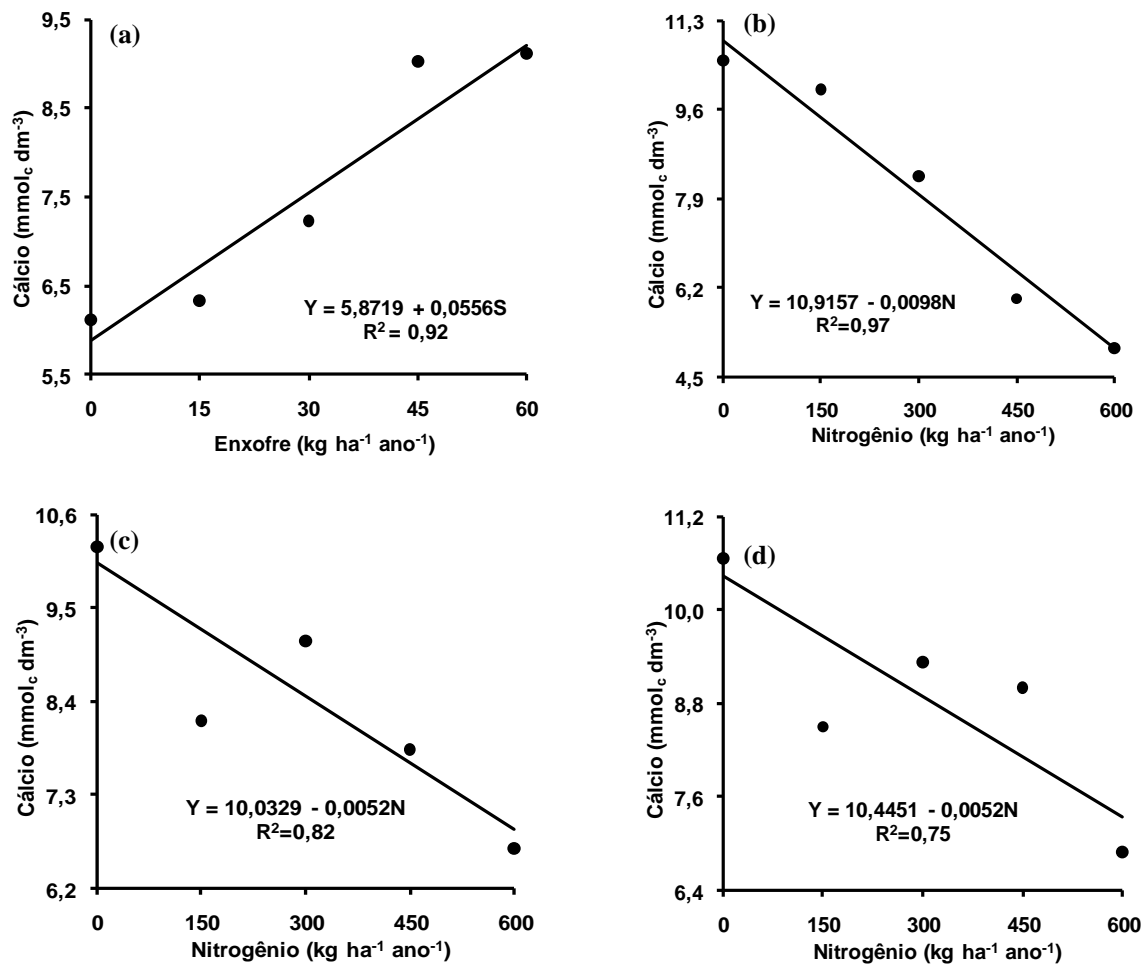 (a)
9,5
8,5
7,5
6,5
5,5
Cálcio (mmol_c dm⁻³)
Y = 5,8719 + 0,0556S
R² = 0,92
0 15 30 45 60
Enxofre (kg ha⁻¹ ano⁻¹)
(b)
11,3
9,6
7,9
6,2
4,5
Cálcio (mmol_c dm⁻³)
Y = 10,9157 - 0,0098N
R²=0,97
0 150 300 450 600
Nitrogênio (kg ha⁻¹ ano⁻¹)
(c)
10,6
9,5
8,4
7,3
6,2
Cálcio (mmol_c dm⁻³)
Y = 10,0329 - 0,0052N
R²=0,82
0 150 300 450 600
Nitrogênio (kg ha⁻¹ ano⁻¹)
(d)
11,2
10,0
8,8
7,6
6,4
Cálcio (mmol_c dm⁻³)
Y = 10,4451 - 0,0052N
R²=0,75
0 150 300 450 600
Nitrogênio (kg ha⁻¹ ano⁻¹)